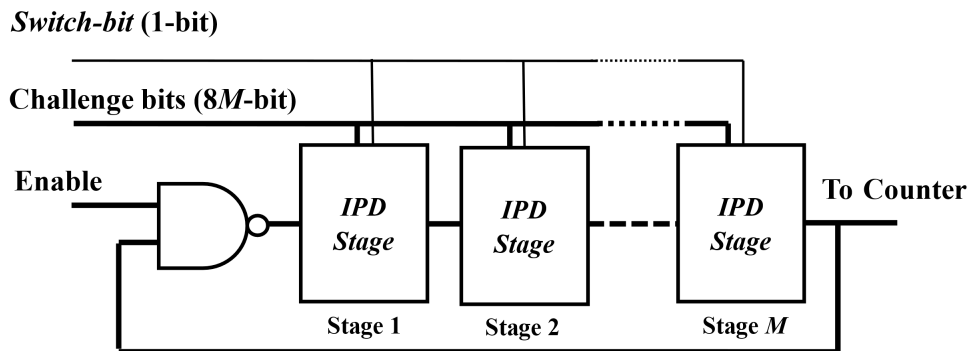 Switch-bit (1-bit)
Challenge bits (8M-bit)
Enable
IPD
Stage
IPD
Stage
IPD
Stage
To Counter
Stage 1
Stage 2
Stage M